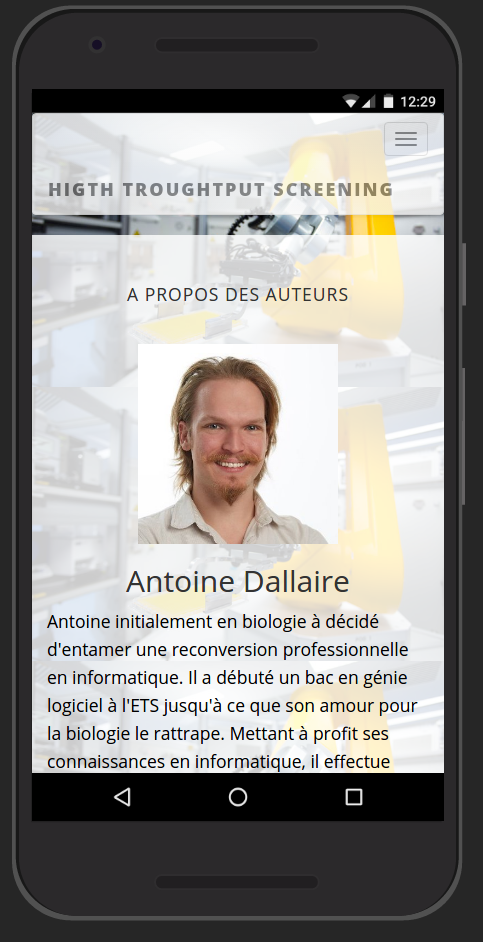 12:29
HIGTH TROUGHTPUT SCREENING
A PROPOS DES AUTEURS
Antoine Dallaire
Antoine initialement en biologie à décidé
d'entamer une reconversion professionnelle
en informatique. Il a débuté un bac en génie
logiciel à l'ETS jusqu'à ce que son amour pour
la biologie le rattrape. Mettant à profit ses
connaissances en informatique, il effectue